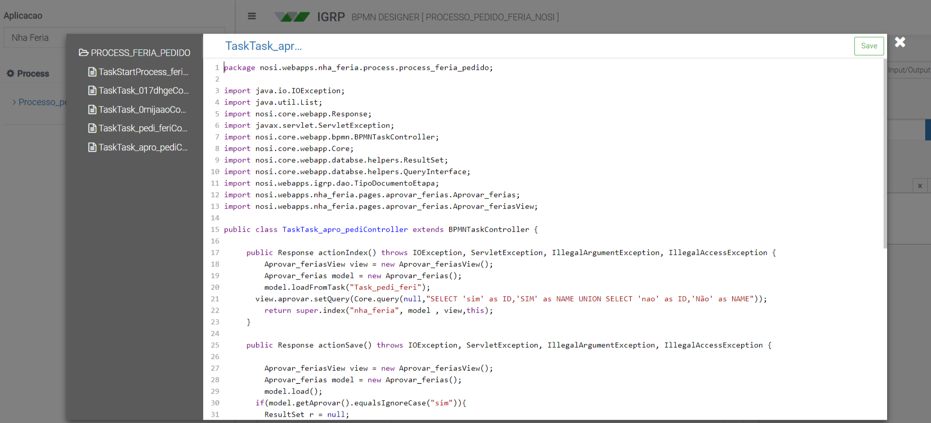 Aplicacao
Nha Feria
Process
Processo_pe
IGRP BPMN DESIGNER [ PROCESSO_PEDIDO_FERIA_NOSI ]
Input/Output
PROCESS_FERIA_PEDIDO
TaskStartProcess_feri...
TaskTask_017dhgeCo...
TaskTask_0mijaaoCo...
TaskTask_pedi_feriCo...
TaskTask_apro_pediC...
TaskTask_apr...
Save
1 package nosi.webapps.nha_feria.process.process_feria_pedido;
2
3 import java.io.IOException;
4 import java.util.List;
5 import nosi.core.webapp.Response;
6 import javax.servlet.ServletException;
7 import nosi.core.webapp.bpmn.BPMNTaskController;
8 import nosi.core.webapp.Core;
9 import nosi.core.webapp.databse.helpers.ResultSet;
10 import nosi.core.webapp.databse.helpers.QueryInterface;
11 import nosi.webapps.igrp.dao.TipoDocumentoEtapa;
12 import nosi.webapps.nha_feria.pages.aprovar_ferias.Aprovar_ferias;
13 import nosi.webapps.nha_feria.pages.aprovar_ferias.Aprovar_feriasView;
14
15 public class TaskTask_apro_pediController extends BPMNTaskController {
16
17 public Response actionIndex() throws IOException, ServletException, IllegalArgumentException, IllegalAccessException {
18 Aprovar_feriasView view = new Aprovar_feriasView();
19 Aprovar_ferias model = new Aprovar_ferias();
20 model.loadFromTask("Task_pedi_feri");
21 view.aprovar.setQuery(Core.query(null,"SELECT 'sim' as ID,'SIM' as NAME UNION SELECT 'nao' as ID,'Não' as NAME"));
22 return super.index("nha_feria", model , view,this);
23 }
24
25 public Response actionSave() throws IOException, ServletException, IllegalArgumentException, IllegalAccessException {
26
27 Aprovar_feriasView view = new Aprovar_feriasView();
28 Aprovar_ferias model = new Aprovar_ferias();
29 model.load();
30 if(model.getAprovar().equalsIgnoreCase("sim")){
31 ResultSet r = null;